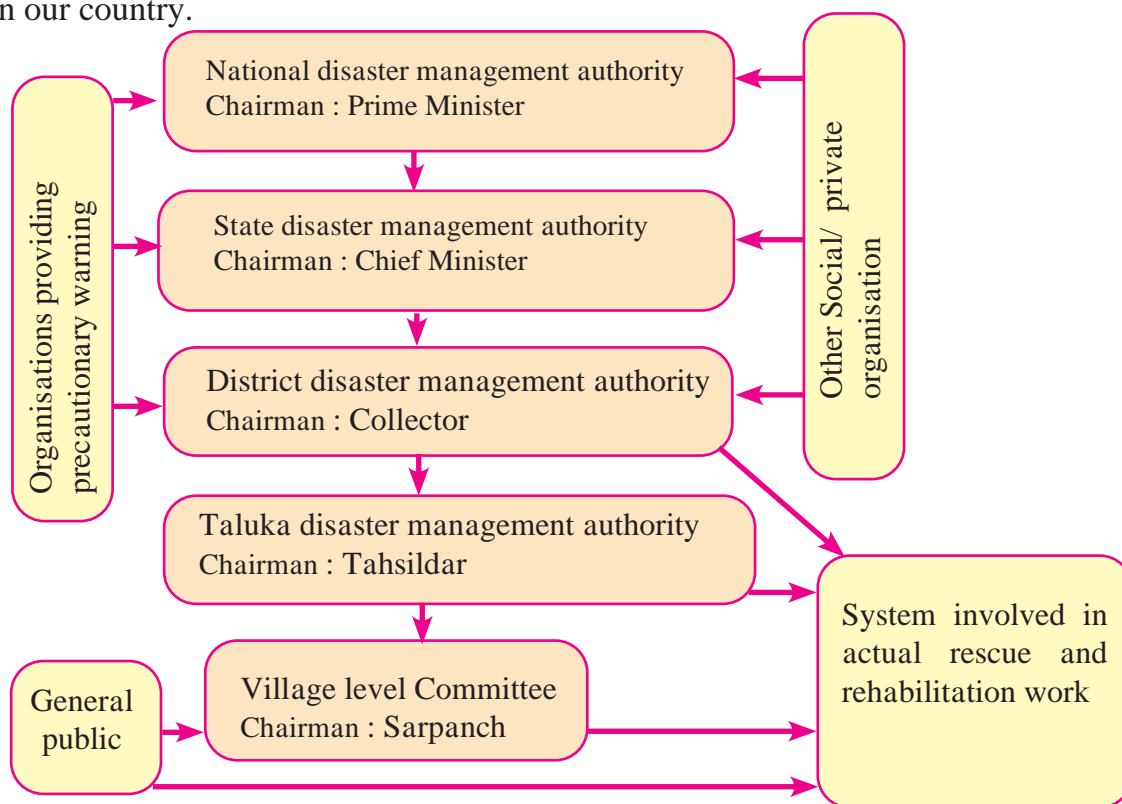 n our country.
National disaster management authority
Chairman : Prime Minister
Organisations providing
precautionary warning
Other Social/ private
organisation
State disaster management authority
Chairman : Chief Minister
District disaster management authority
Chairman : Collector
Taluka disaster management authority
Chairman : Tahsildar
System involved in
actual rescue and
rehabilitation work
General
public
Village level Committee
Chairman : Sarpanch